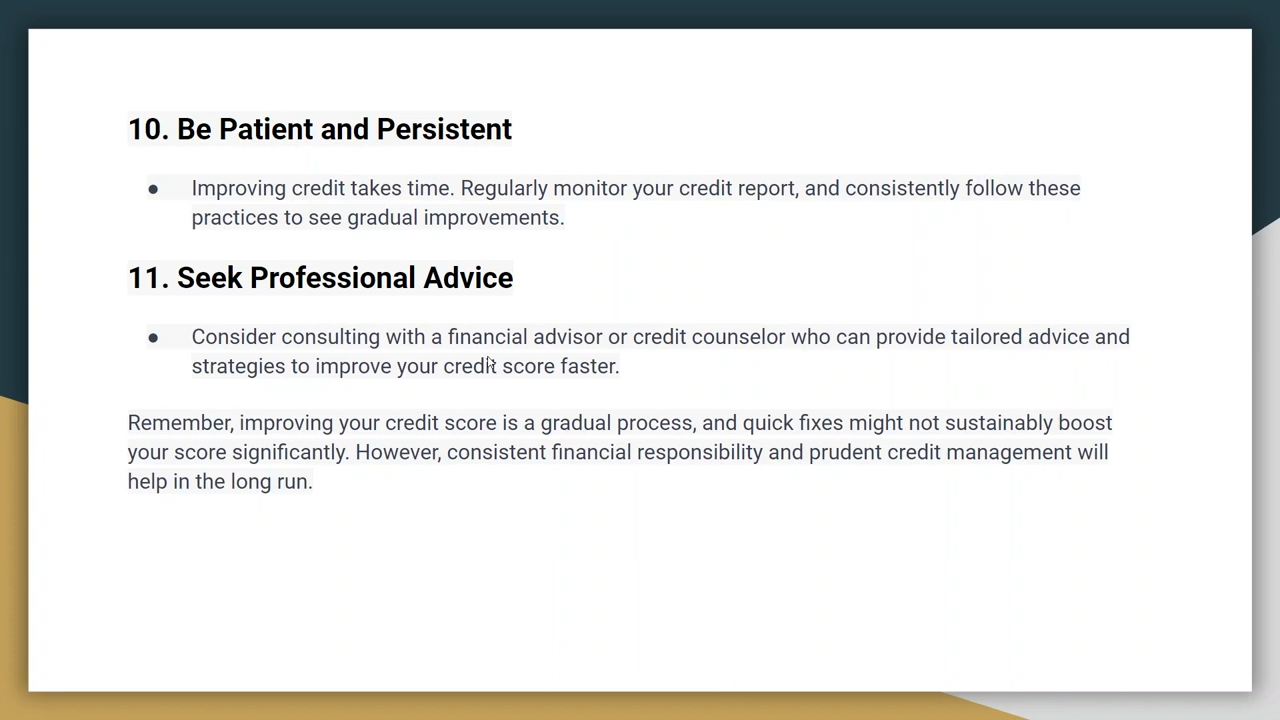 10. Be Patient and Persistent
● Improving credit takes time. Regularly monitor your credit report, and consistently follow these
practices to see gradual improvements.
11. Seek Professional Advice
● Consider consulting with a financial advisor or credit counselor who can provide tailored advice and
strategies to improve your credit score faster.
Remember, improving your credit score is a gradual process, and quick fixes might not sustainably boost
your score significantly. However, consistent financial responsibility and prudent credit management will
help in the long run.